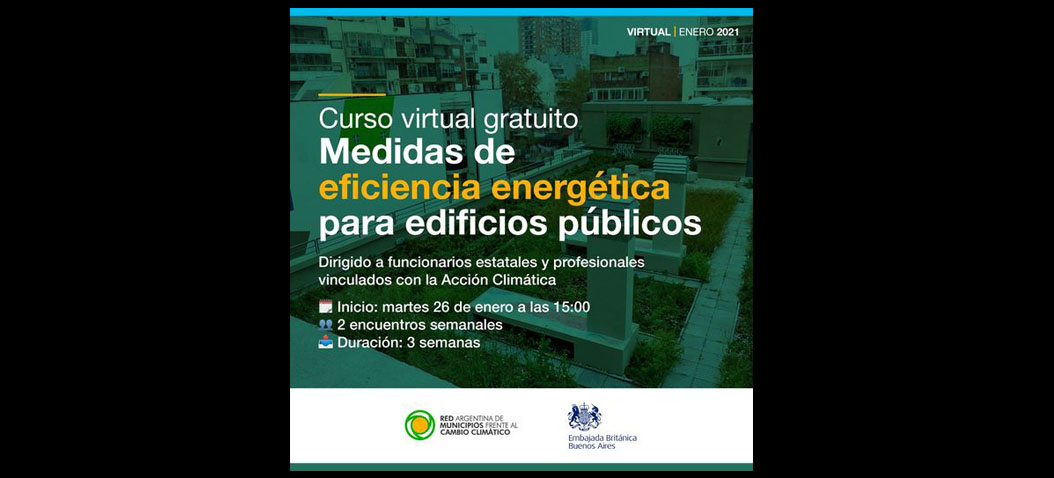 VIRTUAL | ENERO 2021
Curso virtual gratuito
Medidas de
eficiencia energética
para edificios públicos
Dirigido a funcionarios estatales y profesionales
vinculados con la Acción Climática
Inicio: martes 26 de enero a las 15:00
2 encuentros semanales
Duración: 3 semanas
RED ARGENTINA DE
MUNICIPIOS FRENTE AL
CAMBIO CLIMÁTICO
Embajada Británica
Buenos Aires